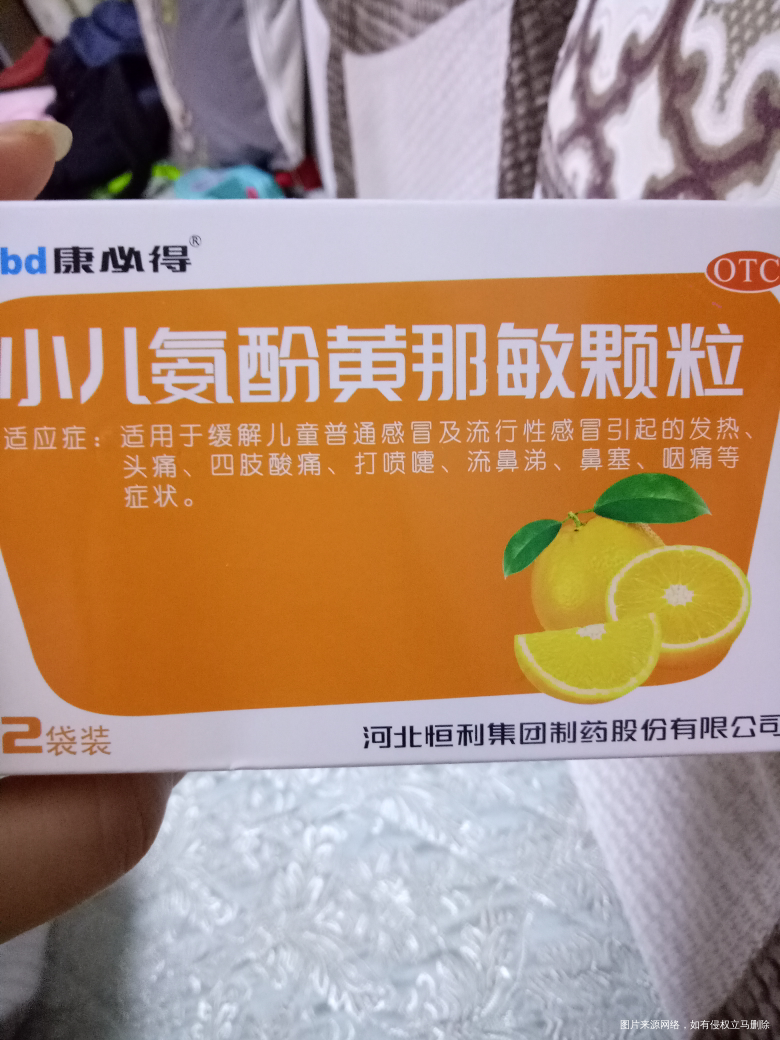 bd康必得®
OTC
小儿氨酚黄那敏颗粒
适应症：适用于缓解儿童普通感冒及流行性感冒引起的发热、
头痛、四肢酸痛、打喷嚏、流鼻涕、鼻塞、咽痛等
症状。
2袋装
河北恒利集团制药股份有限公司
图片来源网络，如有侵权立马删除